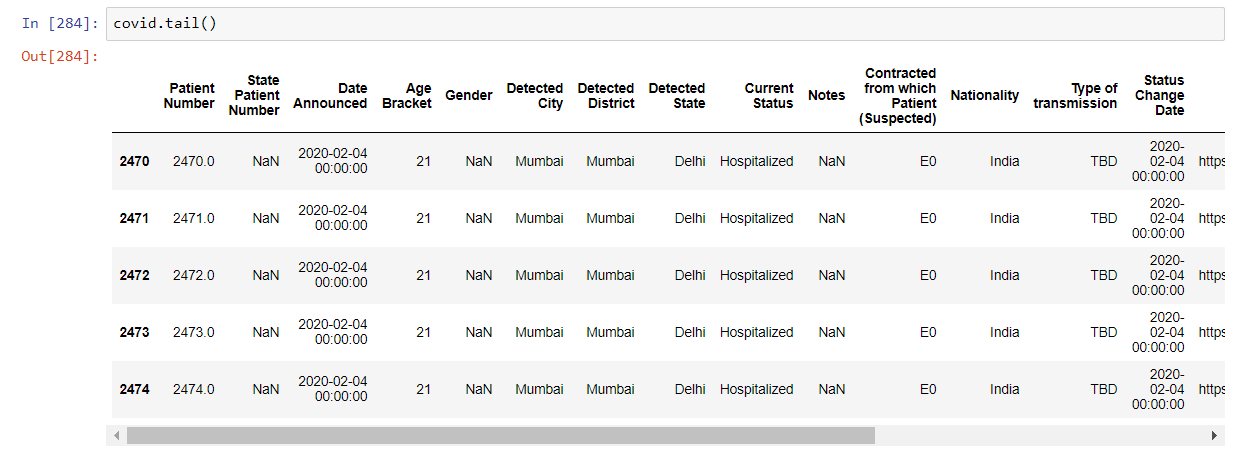 In [284]: covid.tail()
Out[284]:
Patient Number State Patient Number Date Announced Age Bracket Gender Detected City Detected District Detected State Current Status Notes Contracted from which Patient (Suspected) Nationality Type of transmission Status Change Date
2470 2470.0 NaN 2020-02-04 00:00:00 21 NaN Mumbai Mumbai Delhi Hospitalized NaN E0 India TBD 2020-02-04 00:00:00 https
2471 2471.0 NaN 2020-02-04 00:00:00 21 NaN Mumbai Mumbai Delhi Hospitalized NaN E0 India TBD 2020-02-04 00:00:00 https
2472 2472.0 NaN 2020-02-04 00:00:00 21 NaN Mumbai Mumbai Delhi Hospitalized NaN E0 India TBD 2020-02-04 00:00:00 https
2473 2473.0 NaN 2020-02-04 00:00:00 21 NaN Mumbai Mumbai Delhi Hospitalized NaN E0 India TBD 2020-02-04 00:00:00 https
2474 2474.0 NaN 2020-02-04 00:00:00 21 NaN Mumbai Mumbai Delhi Hospitalized NaN E0 India TBD 2020-02-04 00:00:00 https